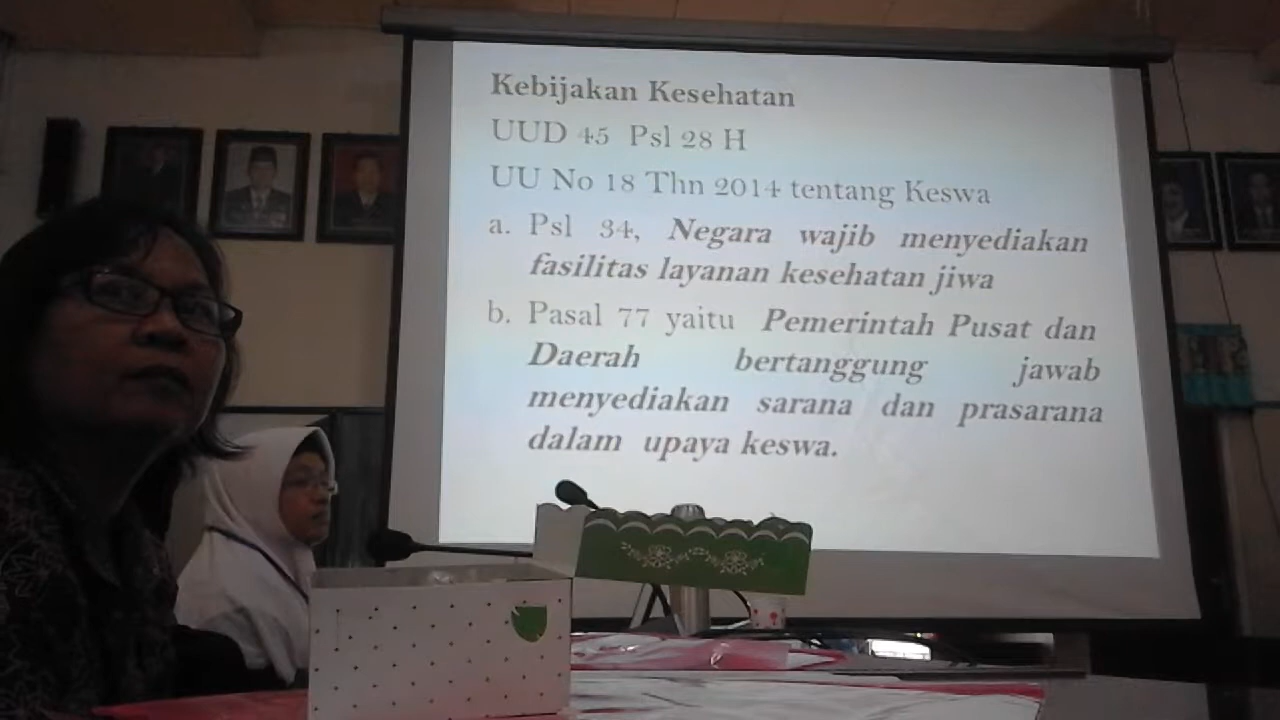 Kebijakan Kesehatan
UUD 45 Psl 28 H
UU No 18 Thn 2014 tentang Keswa
a. Psl 34, Negara wajib menyediakan
fasilitas layanan kesehatan jiwa
b. Pasal 77 yaitu Pemerintah Pusat dan
Daerah bertanggung jawab
menyediakan sarana dan prasarana
dalam upaya keswa.